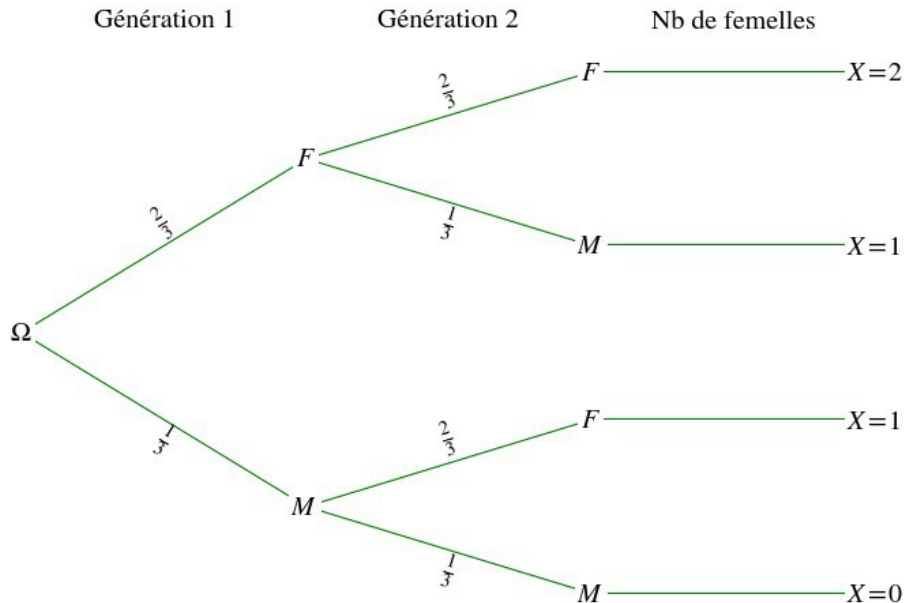 Génération 1 Génération 2 Nb de femelles
F X=2
2/3
F
2/3
1/3
M X=1
Ω
F X=1
2/3
1/3
M
1/3
M X=0